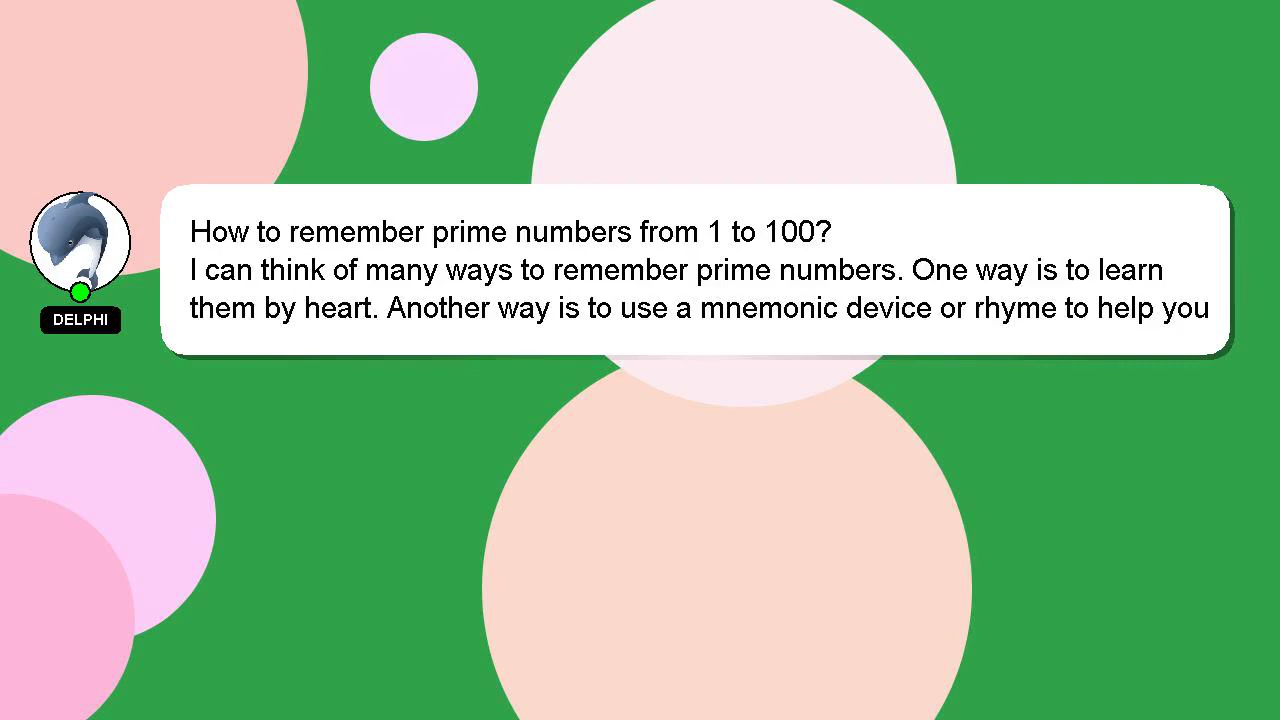 How to remember prime numbers from 1 to 100?
I can think of many ways to remember prime numbers. One way is to learn
them by heart. Another way is to use a mnemonic device or rhyme to help you
DELPHI